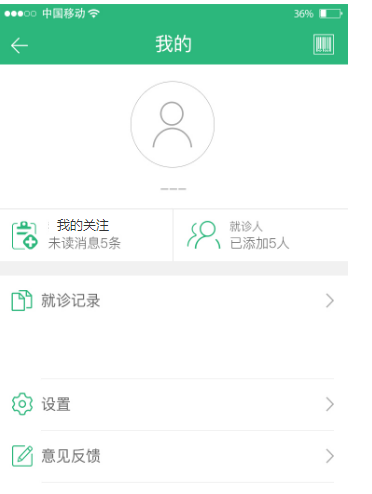 中国移动 36%
我的
---
我的关注
未读消息5条
就诊人
已添加5人
就诊记录
设置
意见反馈